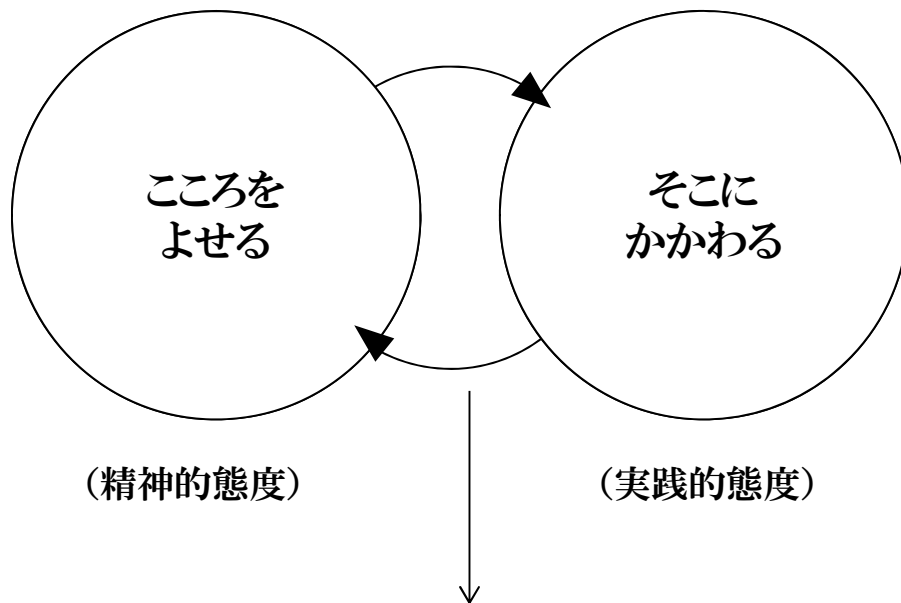 こころを
よせる
そこに
かかわる
（精神的態度）
（実践的態度）